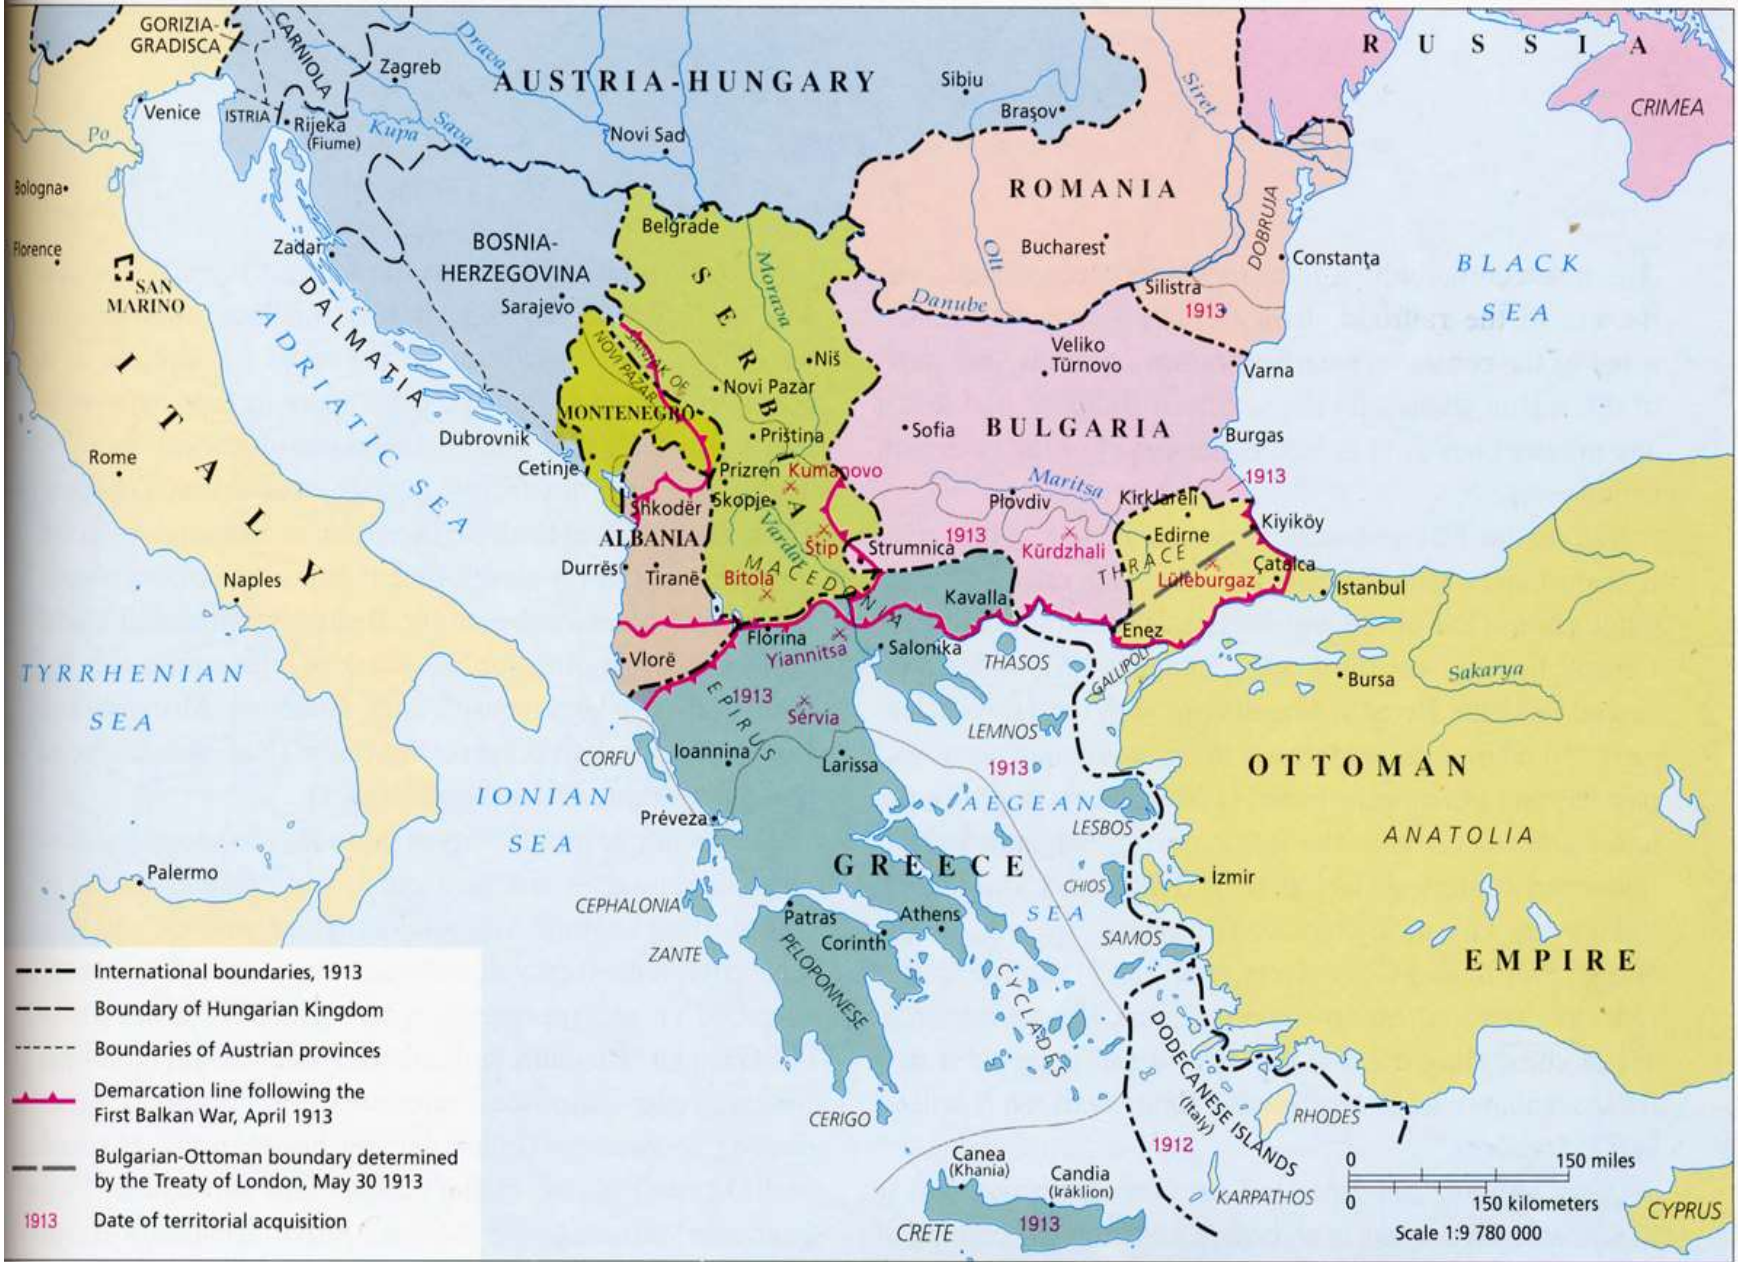 GORIZIA-
GRADISCA
CARNIOLA
Zagreb
Drava
AUSTRIA-HUNGARY
Sibiu
Braşov
Siret
RUSSIA
CRIMEA
Venice
ISTRIA
Rijeka
(Fiume)
Kupa
Sava
Novi Sad
Po
Bologna
Florence
SAN
MARINO
Zadar
DALMATIA
BOSNIA-
HERZEGOVINA
Sarajevo
Belgrade
SERBIA
Morava
ROMANIA
Bucharest
Olt
DOBRUJA
Constanţa
Silistra
1913
Danube
BLACK
SEA
ITALY
ADRIATIC SEA
Rome
Naples
Dubrovnik
Cetinje
MONTENEGRO
SANJAK OF
NOVI PAZAR
Niš
Novi Pazar
Priština
Prizren
Kumanovo
Skopje
Vardar
Štip
MACEDONIA
Bitola
Veliko
Türnovo
Varna
Sofia
BULGARIA
Burgas
Maritsa
Plovdiv
1913
Kirklareli
Kiyiköy
Edirne
THRACE
Lüleburgaz
Çatalca
Istanbul
Strumnica
1913
Kürdzhali
Shkodër
ALBANIA
Durrës
Tiranë
Vlorë
Kavalla
Enez
Florina
Yiannitsa
Salonika
THASOS
GALLIPOLI
Bursa
Sakarya
TYRRHENIAN
SEA
EPIRUS
1913
Sérvia
LEMNOS
CORFU
Ioannina
Larissa
1913
OTTOMAN
EMPIRE
ANATOLIA
IONIAN
SEA
Préveza
AEGEAN
SEA
LESBOS
GREECE
CHIOS
İzmir
Palermo
CEPHALONIA
ZANTE
Patras
Athens
Corinth
PELOPONNESE
SAMOS
CYCLADES
DODECANESE ISLANDS
(Italy)
CERIGO
RHODES
1912
KARPATHOS
Canea
(Khania)
Candia
(Iráklion)
CRETE
1913
CYPRUS
International boundaries, 1913
Boundary of Hungarian Kingdom
Boundaries of Austrian provinces
Demarcation line following the
First Balkan War, April 1913
Bulgarian-Ottoman boundary determined
by the Treaty of London, May 30 1913
1913 Date of territorial acquisition
0 150 miles
0 150 kilometers
Scale 1:9 780 000